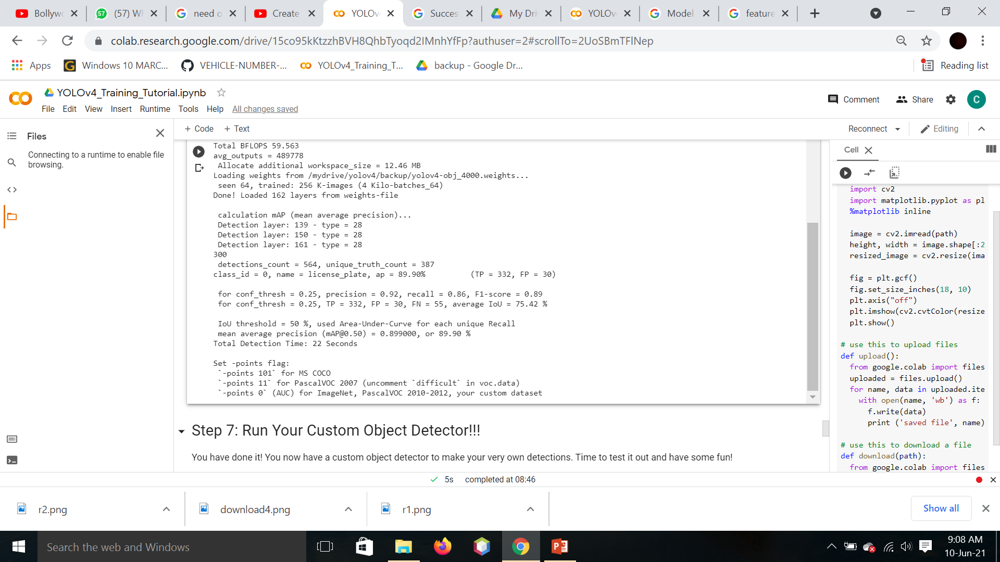 Bollywo
57
(57) Wh
need o
Create
YOLOv
Succes
My Dri
YOLOv
Model
feature
colab.research.google.com/drive/15co95kKtzzhBVH8QhbTyoqd2IMnhYfFp?authuser=2#scrollTo=2UoSBmTFlNep
Apps
Windows 10 MARC...
VEHICLE-NUMBER-...
YOLOv4_Training_T...
backup - Google Dr...
Reading list
YOLOv4_Training_Tutorial.ipynb
File Edit View Insert Runtime Tools Help All changes saved
Comment
Share
C
Files
Connecting to a runtime to enable file
browsing.
+ Code + Text
Reconnect
Editing
Total BFLOPS 59.563
avg_outputs = 489778
Allocate additional workspace_size = 12.46 MB
Loading weights from /mydrive/yolov4/backup/yolov4-obj_4000.weights...
seen 64, trained: 256 K-images (4 Kilo-batches_64)
Done! Loaded 162 layers from weights-file
calculation mAP (mean average precision)...
Detection layer: 139 - type = 28
Detection layer: 150 - type = 28
Detection layer: 161 - type = 28
300
detections_count = 564, unique_truth_count = 387
class_id = 0, name = license_plate, ap = 89.90% (TP = 332, FP = 30)
for conf_thresh = 0.25, precision = 0.92, recall = 0.86, F1-score = 0.89
for conf_thresh = 0.25, TP = 332, FP = 30, FN = 55, average IoU = 75.42 %
IoU threshold = 50 %, used Area-Under-Curve for each unique Recall
mean average precision (mAP@0.50) = 0.899000, or 89.90 %
Total Detection Time: 22 Seconds
Set -points flag:
`-points 101` for MS COCO
`-points 11` for PascalVOC 2007 (uncomment `difficult` in voc.data)
`-points 0` (AUC) for ImageNet, PascalVOC 2010-2012, your custom dataset
Step 7: Run Your Custom Object Detector!!!
You have done it! You now have a custom object detector to make your very own detections. Time to test it out and have some fun!
Cell
import cv2
import matplotlib.pyplot as pl
%matplotlib inline
image = cv2.imread(path)
height, width = image.shape[:2
resized_image = cv2.resize(ima
fig = plt.gcf()
fig.set_size_inches(18, 10)
plt.axis("off")
plt.imshow(cv2.cvtColor(resize
plt.show()
# use this to upload files
def upload():
from google.colab import files
uploaded = files.upload()
for name, data in uploaded.ite
with open(name, 'wb') as f:
f.write(data)
print ('saved file', name)
# use this to download a file
def download(path):
from google.colab import files
5s completed at 08:46
r2.png
download4.png
r1.png
Show all
Search the web and Windows
9:08 AM
10-Jun-21